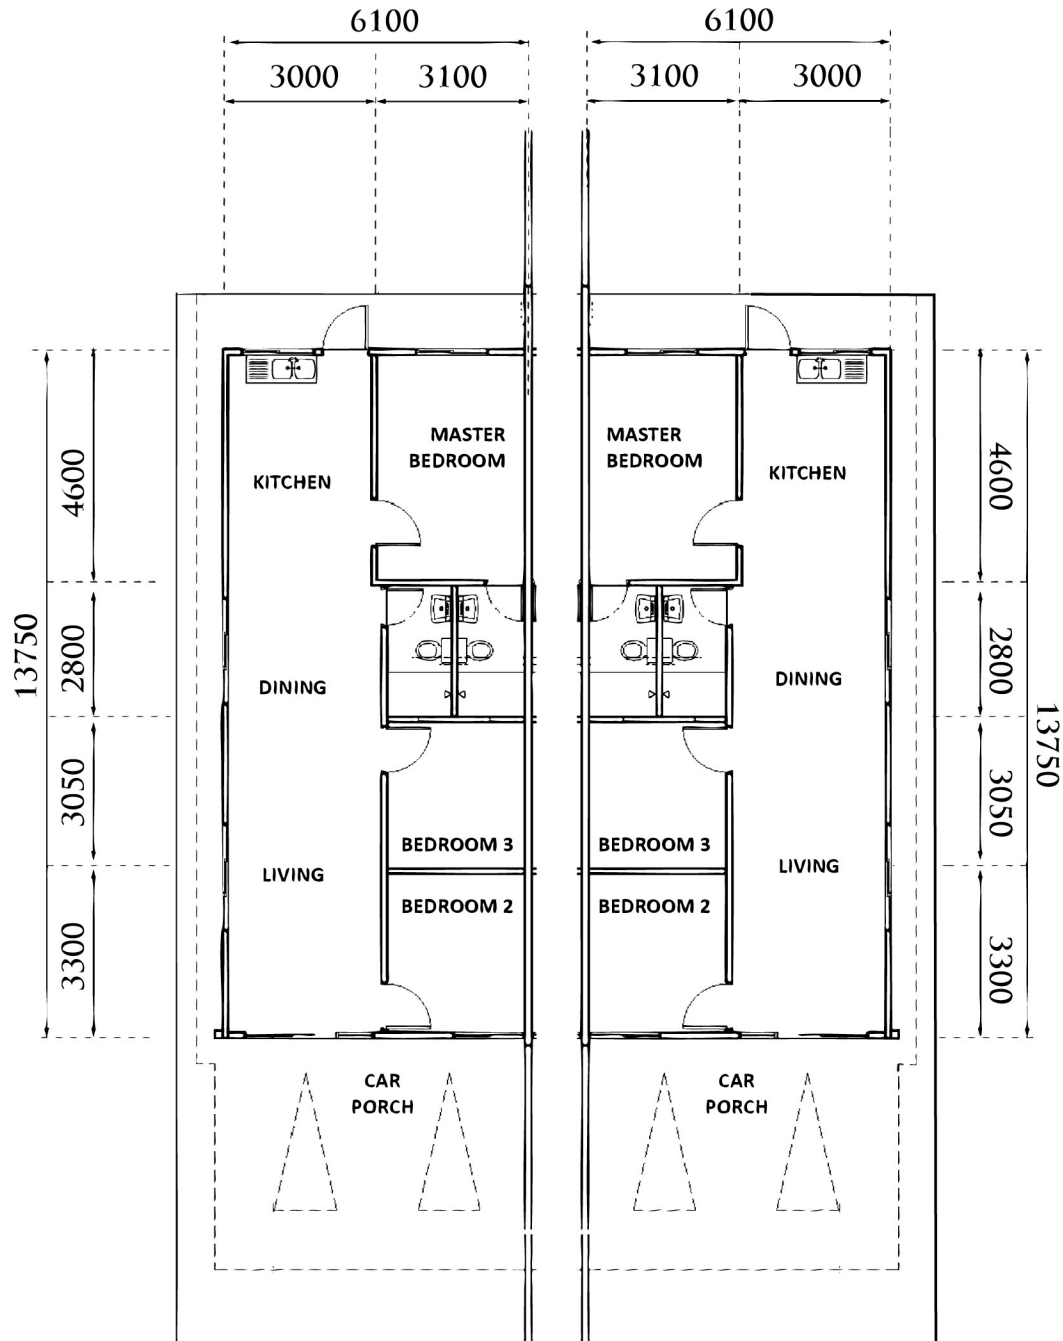 6100
6100
3000
3100
3100
3000
MASTER
BEDROOM
MASTER
BEDROOM
KITCHEN
KITCHEN
4600
4600
13750
2800
2800
DINING
DINING
13750
3050
3050
BEDROOM 3
BEDROOM 3
LIVING
LIVING
BEDROOM 2
BEDROOM 2
3300
3300
CAR
PORCH
CAR
PORCH